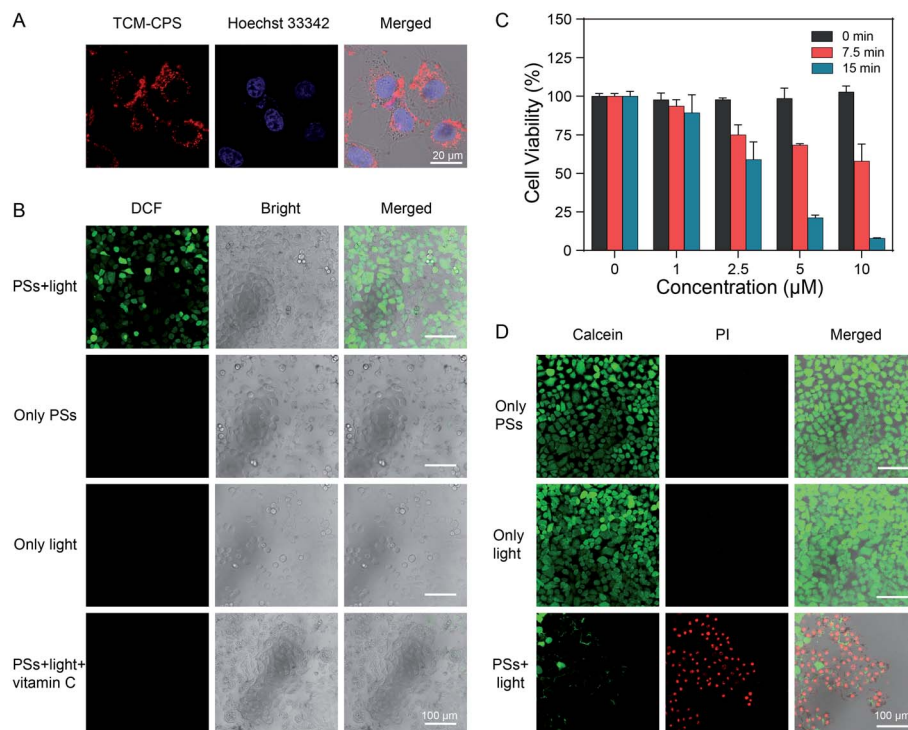 A
TCM-CPS
Hoechst 33342
Merged
20 µm
B
DCF
Bright
Merged
PSs+light
Only PSs
Only light
PSs+light+
vitamin C
100 µm
C
Cell Viability (%)
150
125
100
75
50
25
0
0 min
7.5 min
15 min
0
1
2.5
5
10
Concentration (µM)
D
Calcein
PI
Merged
Only
PSs
Only
light
PSs+
light
100 µm